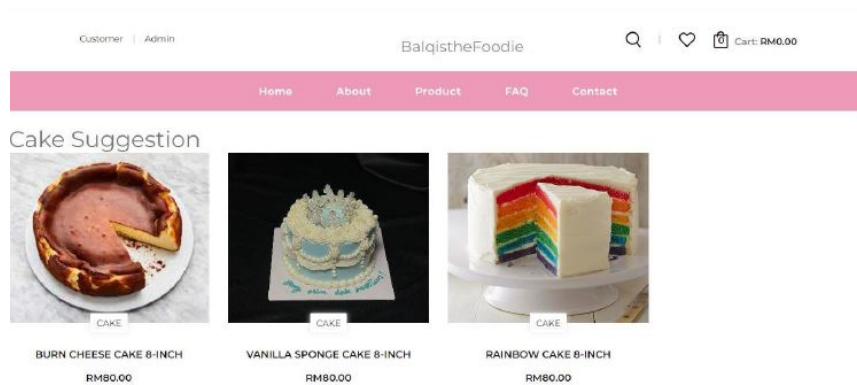 Customer | Admin
BalqistheFoodie
0
Cart: RM0.00
Home About Product FAQ Contact
Cake Suggestion
CAKE CAKE CAKE
BURN CHEESE CAKE 8-INCH VANILLA SPONGE CAKE 8-INCH RAINBOW CAKE 8-INCH
RM80.00 RM80.00 RM80.00